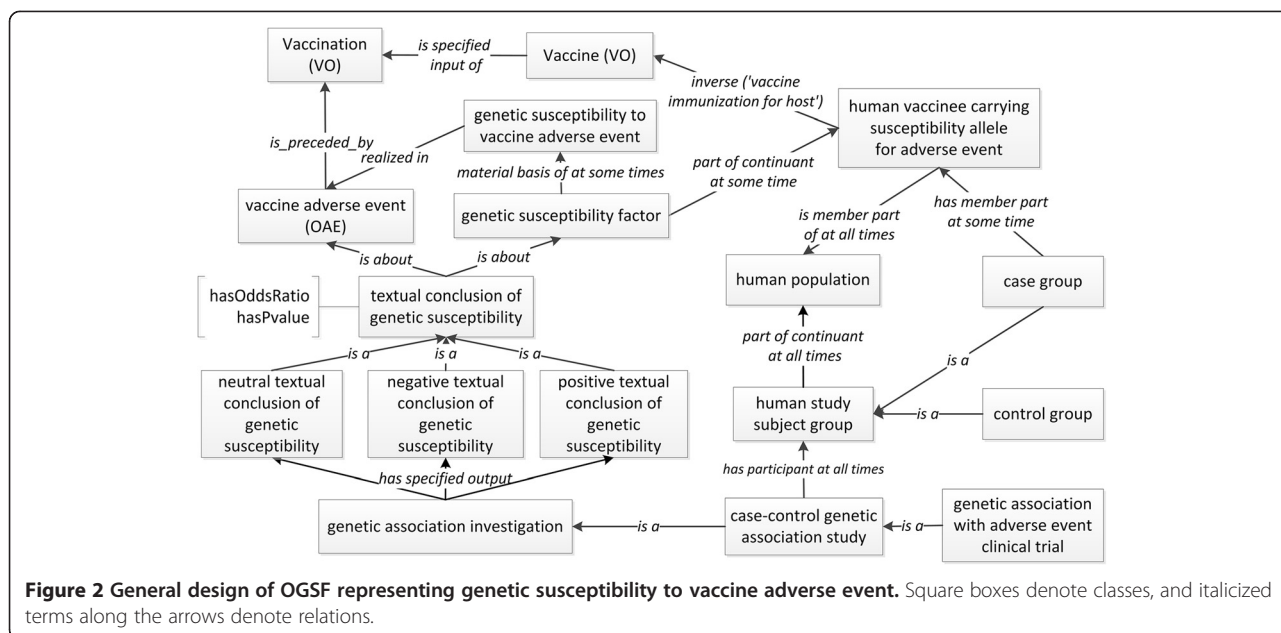 Vaccination
(VO)
is specified
input of
Vaccine (VO)
inverse ('vaccine
immunization for host')
human vaccinee carrying
susceptibility allele
for adverse event
genetic susceptibility to
vaccine adverse event
is_preceded_by
realized in
material basis of at some times
part of continuant
at some time
vaccine adverse event
(OAE)
genetic susceptibility factor
is member part
of at all times
has member part
at some time
is about
is about
human population
case group
hasOddsRatio
hasPvalue
textual conclusion of
genetic susceptibility
part of continuant
at all times
is a
is a
is a
is a
neutral textual
conclusion of
genetic
susceptibility
negative textual
conclusion of
genetic
susceptibility
positive textual
conclusion of
genetic
susceptibility
human study
subject group
is a
control group
has specified output
has participant at all times
genetic association investigation
is a
case-control genetic
association study
is a
genetic association
with adverse event
clinical trial
Figure 2 General design of OGSF representing genetic susceptibility to vaccine adverse event. Square boxes denote classes, and italicized
terms along the arrows denote relations.